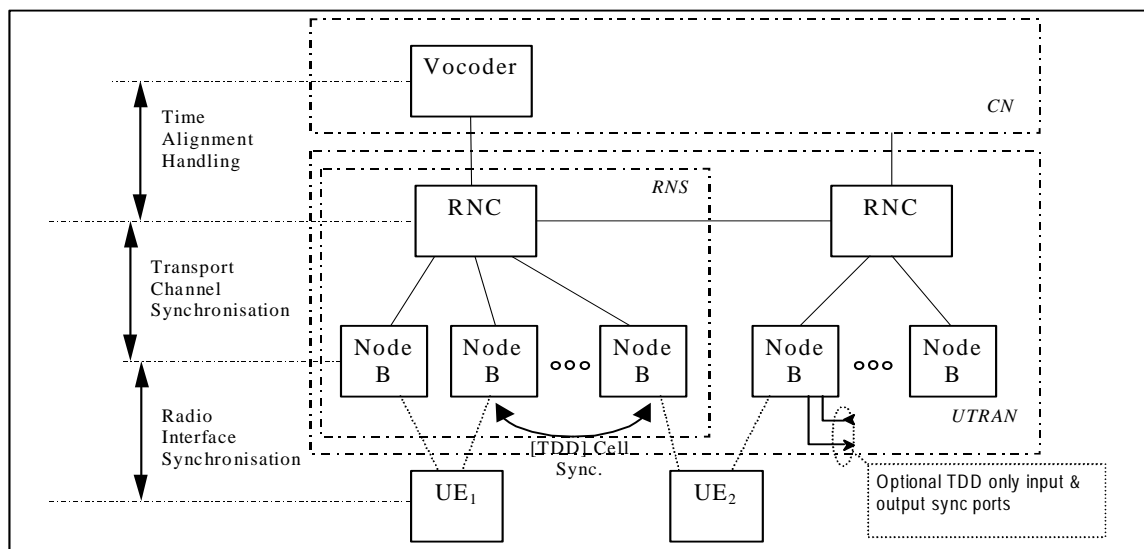 Vocoder
CN
Time
Alignment
Handling
RNS
RNC
RNC
Transport
Channel
Synchronisation
Node
B
Node
B
Node
B
Node
B
Node
B
Radio
Interface
Synchronisation
UTRAN
[TDD] Cell
Sync.
UE1
UE2
Optional TDD only input &
output sync ports